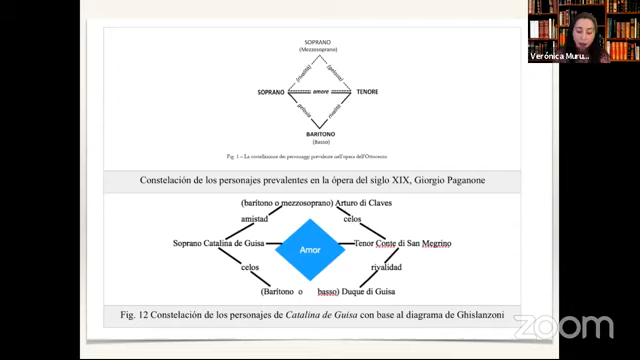 SOPRANO
(Mezzosoprano)
(rivalità)
(gelosia)
SOPRANO
amore
TENORE
gelosia
rivalità
BARITONO
(Basso)
Fig. 1 – La costellazione dei personaggi prevalente nell'opera dell'Ottocento
Constelación de los personajes prevalentes en la ópera del siglo XIX, Giorgio Paganone
(barítono o mezzosoprano) Arturo di Claves
amistad
celos
Soprano Catalina de Guisa
Amor
Tenor Conte di San Megrino
celos
rivalidad
(Barítono o basso) Duque di Guisa
Fig. 12 Constelación de los personajes de Catalina de Guisa con base al diagrama de Ghislanzoni
Verónica Muru...
zoom